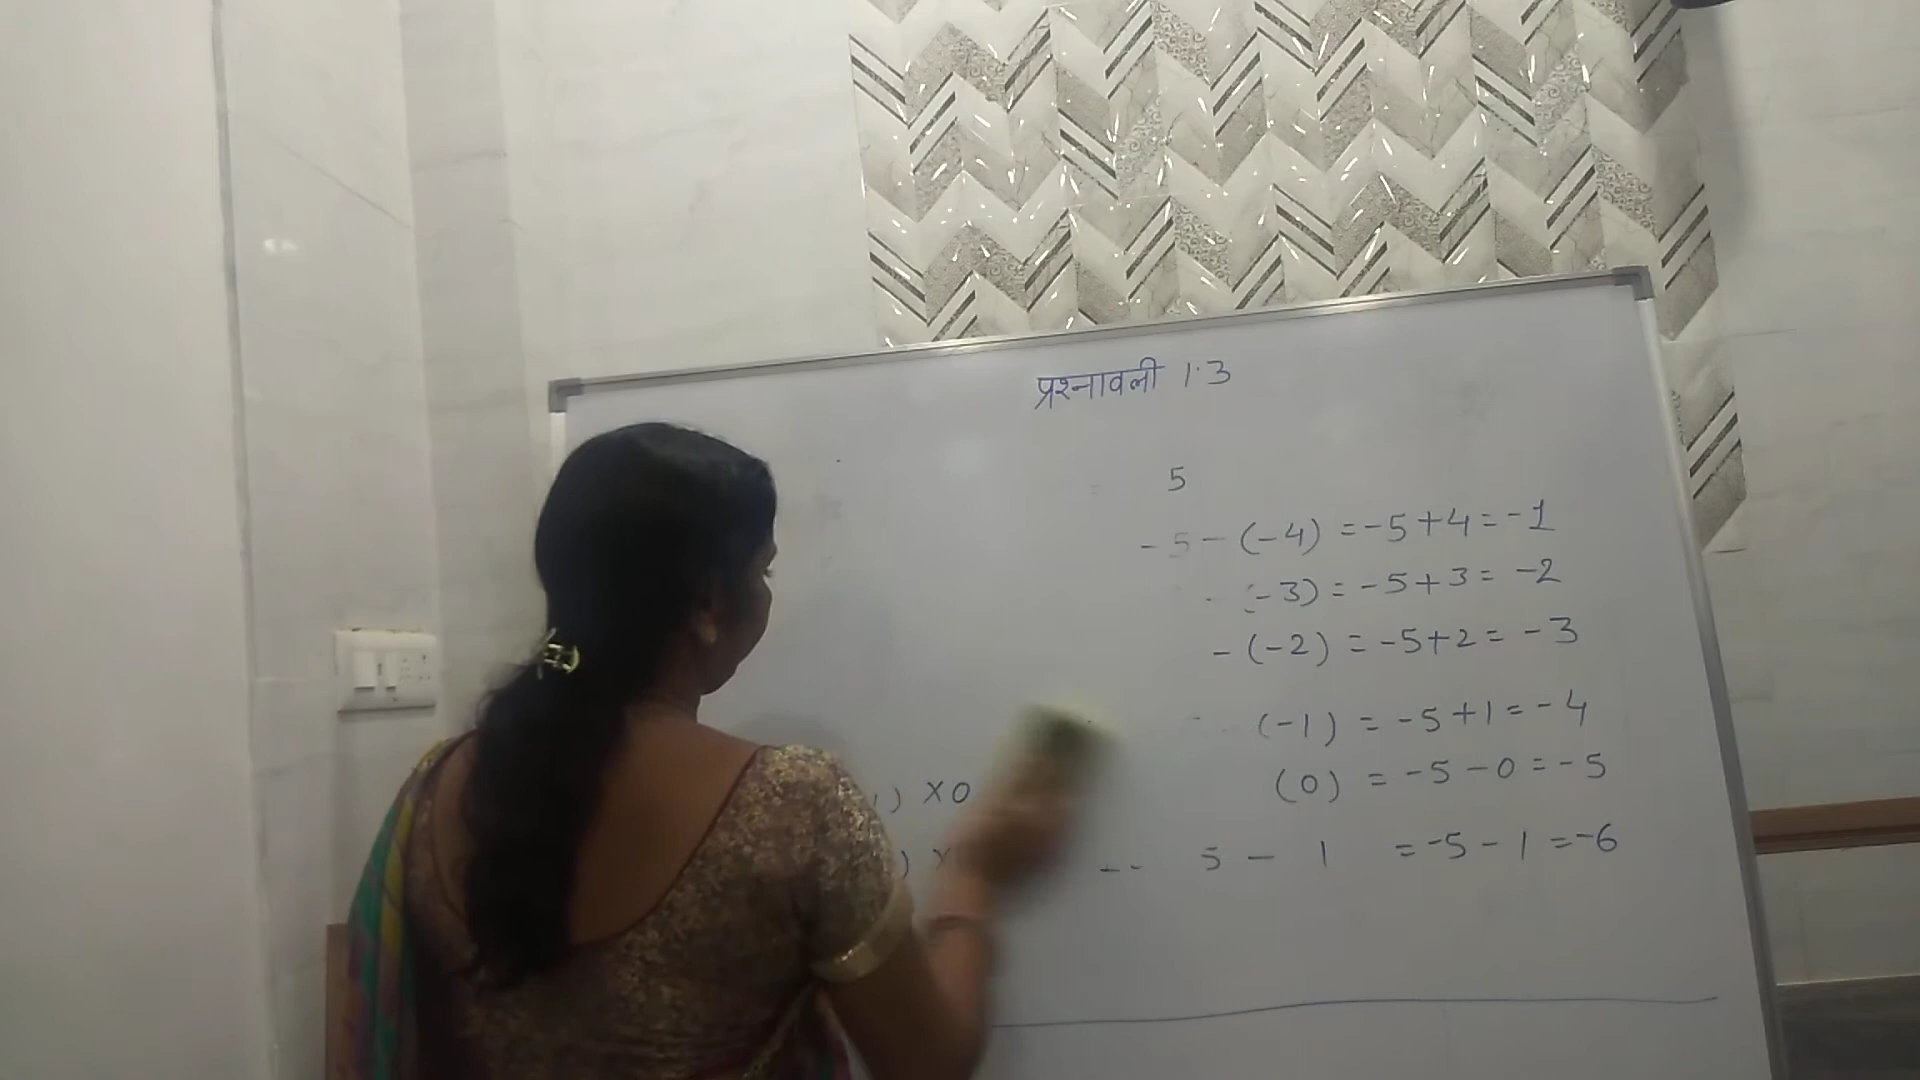 प्रश्नावली 1.3
5
-5-(-4) = -5+4 = -1
(-3) = -5+3 = -2
-(-2) = -5+2 = -3
(-1) = -5+1 = -4
) x0 (0) = -5-0 = -5
) x -- 5 - 1 = -5-1 = -6